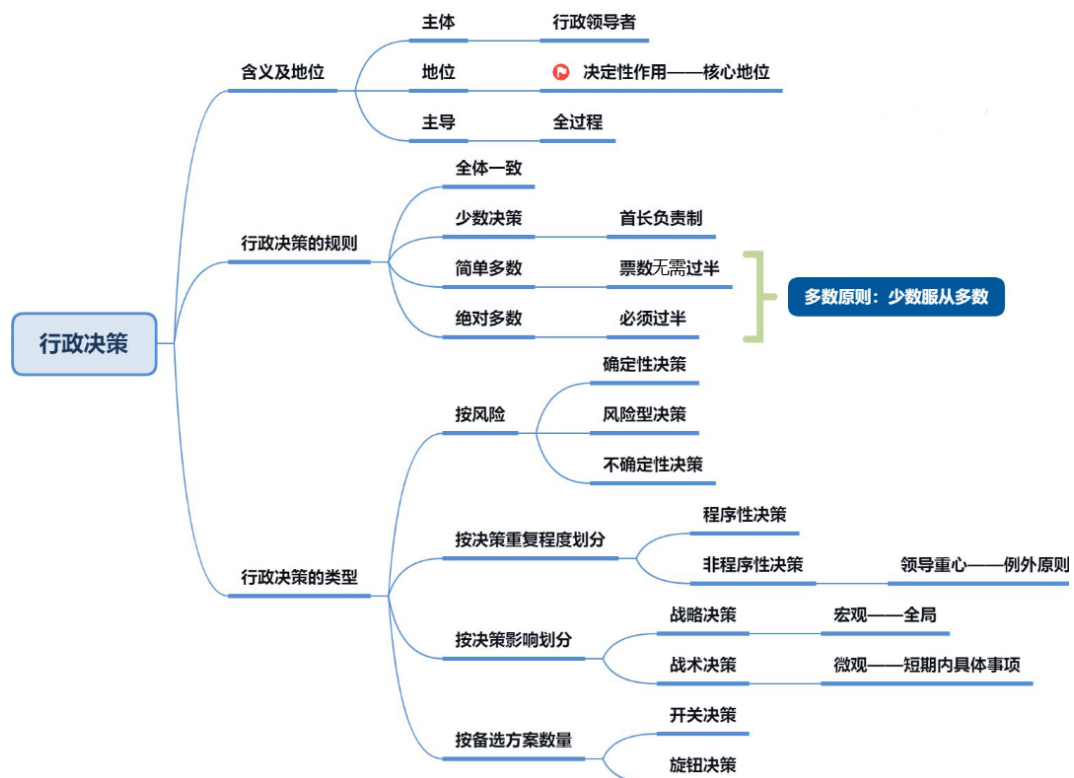 行政决策
含义及地位
主体
行政领导者
地位
决定性作用——核心地位
主导
全过程
行政决策的规则
全体一致
少数决策
首长负责制
简单多数
票数无需过半
绝对多数
必须过半
多数原则：少数服从多数
行政决策的类型
按风险
确定性决策
风险型决策
不确定性决策
按决策重复程度划分
程序性决策
非程序性决策
领导重心——例外原则
按决策影响划分
战略决策
宏观——全局
战术决策
微观——短期内具体事项
按备选方案数量
开关决策
旋钮决策